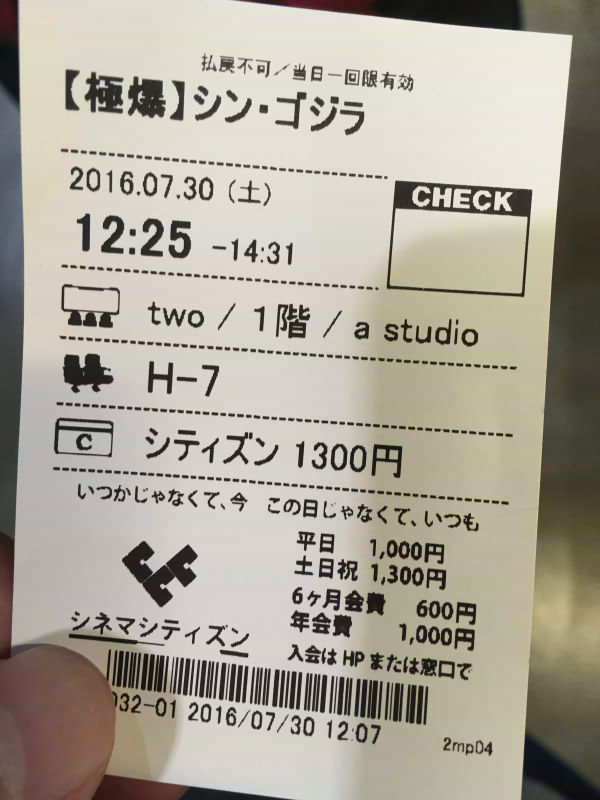 払戻不可／当日一回限有効
【極爆】シン・ゴジラ
2016.07.30（土）
CHECK
12:25 -14:31
two / 1階 / a studio
H-7
C シティズン 1300円
いつかじゃなくて、今 この日じゃなくて、いつも
平日 1,000円
土日祝 1,300円
6ヶ月会費 600円
年会費 1,000円
入会は HP または窓口で
シネマシティズン
032-01 2016/07/30 12:07
2mp04